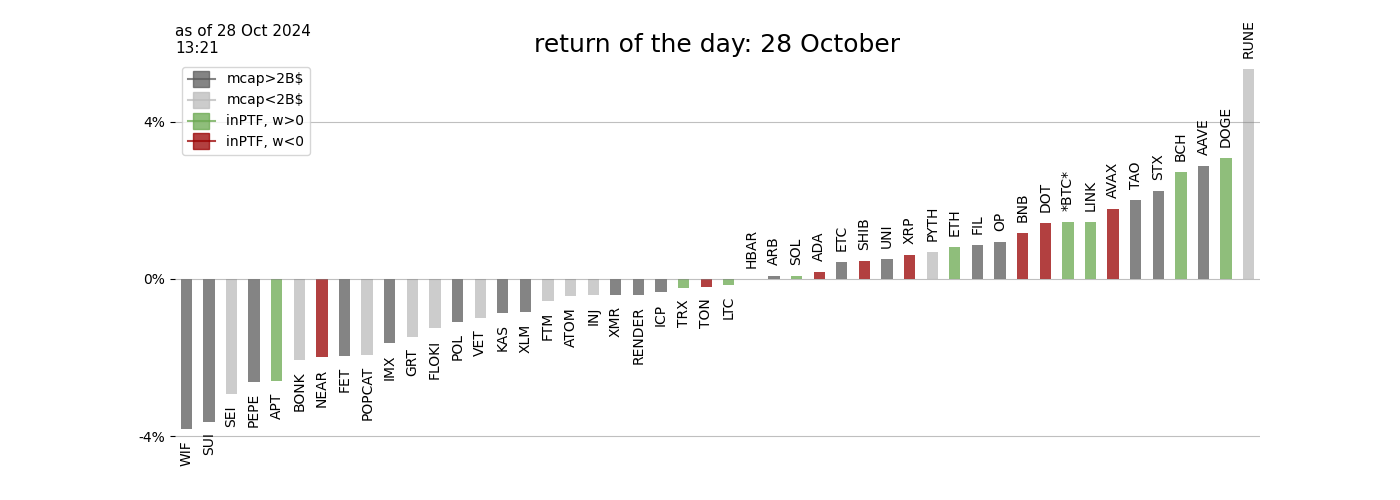 as of 28 Oct 2024
13:21
return of the day: 28 October
mcap>2B$
mcap<2B$
inPTF, w>0
inPTF, w<0
4%
0%
-4%
WIF
SUI
SEI
PEPE
APT
BONK
NEAR
FET
POPCAT
IMX
GRT
FLOKI
POL
VET
KAS
XLM
FTM
ATOM
INJ
XMR
RENDER
ICP
TRX
TON
LTC
HBAR
ARB
SOL
ADA
ETC
SHIB
UNI
XRP
PYTH
ETH
FIL
OP
BNB
DOT
*BTC*
LINK
AVAX
TAO
STX
BCH
AAVE
DOGE
RUNE